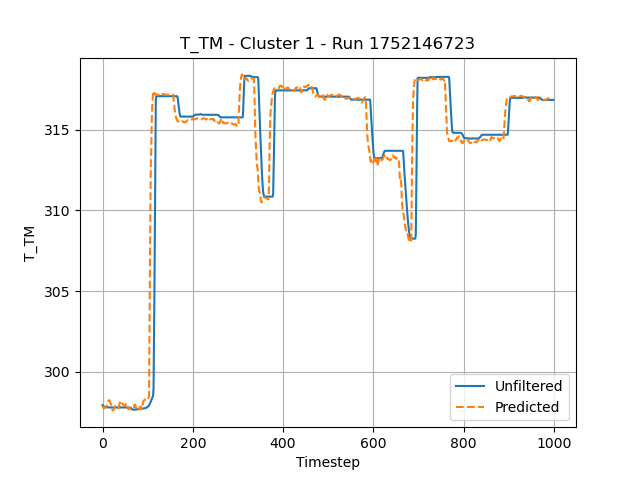 T_TM - Cluster 1 - Run 1752146723
T_TM
315
310
305
300
0 200 400 600 800 1000
Timestep
Unfiltered
Predicted